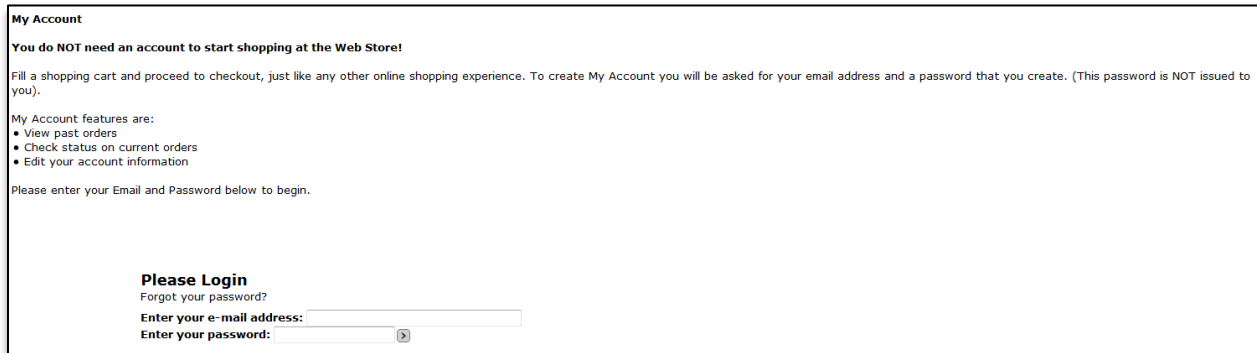 My Account
You do NOT need an account to start shopping at the Web Store!
Fill a shopping cart and proceed to checkout, just like any other online shopping experience. To create My Account you will be asked for your email address and a password that you create. (This password is NOT issued to
you).
My Account features are:
• View past orders
• Check status on current orders
• Edit your account information
Please enter your Email and Password below to begin.
Please Login
Forgot your password?
Enter your e-mail address:
Enter your password: